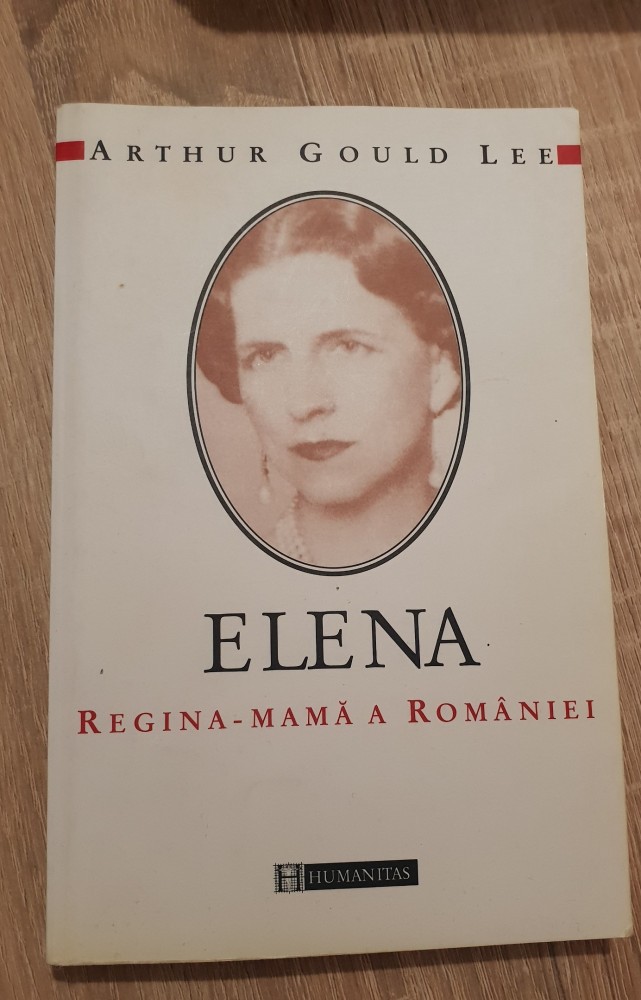 ARTHUR GOULD LEE
ELENA
REGINA-MAMĂ A ROMÂNIEI
H HUMANITAS